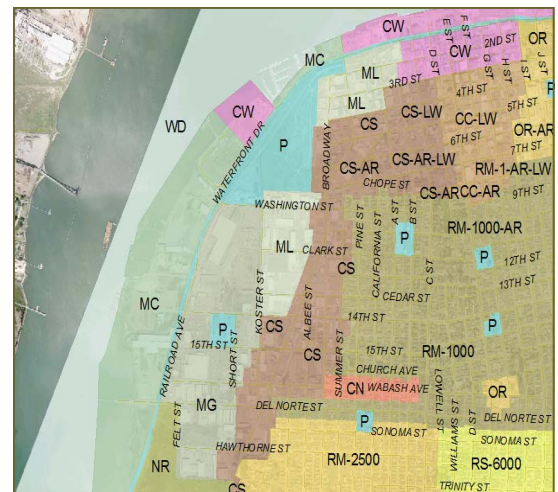 F ST
E ST
2ND ST
OR
CW
CW
MC
ML
D ST
G ST
H ST
I ST
J ST
3RD ST
4TH ST
P
CW
ML
5TH ST
WD
CS
CS-LW
CC-LW
OR-AR
6TH ST
7TH ST
WATERFRONT DR
P
BROADWAY
CS-AR
CS-AR-LW
RM-1-AR-LW
CHOPE ST
CS-AR
CC-AR
9TH ST
WASHINGTON ST
PINE ST
CALIFORNIA ST
A ST
B ST
RM-1000-AR
P
ML
CLARK ST
C ST
P
12TH ST
CS
13TH ST
CEDAR ST
MC
KOSTER ST
ALBEE ST
RAILROAD AVE
P
CS
14TH ST
P
15TH ST
SHORT ST
CS
SUMMER ST
15TH ST
RM-1000
CHURCH AVE
CN
WABASH AVE
LOWELL ST
OR
MG
DEL NORTE ST
DEL NORTE ST
FELT ST
P
SONOMA ST
WILLIAMS ST
D ST
SONOMA ST
HAWTHORNE ST
NR
RM-2500
RS-6000
CS
TRINITY ST